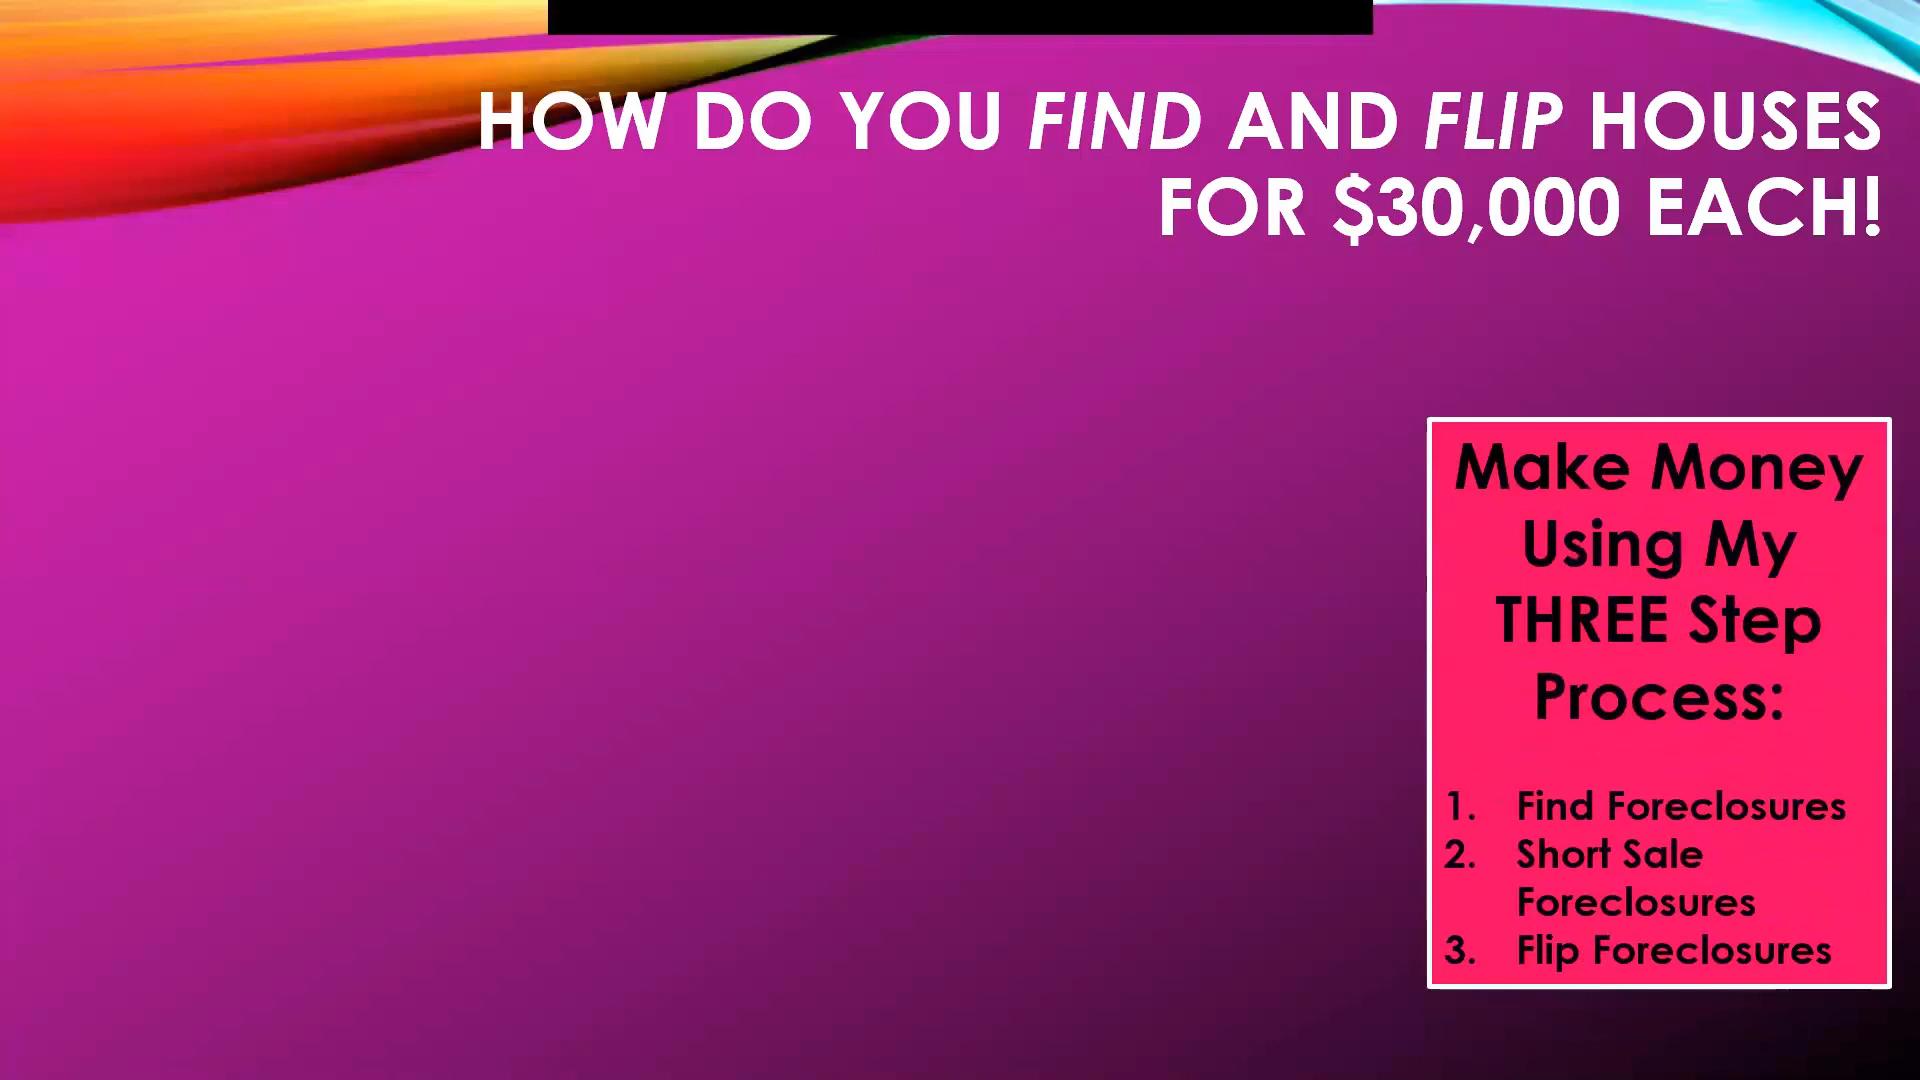 HOW DO YOU FIND AND FLIP HOUSES
FOR $30,000 EACH!
Make Money
Using My
THREE Step
Process:
1. Find Foreclosures
2. Short Sale
Foreclosures
3. Flip Foreclosures